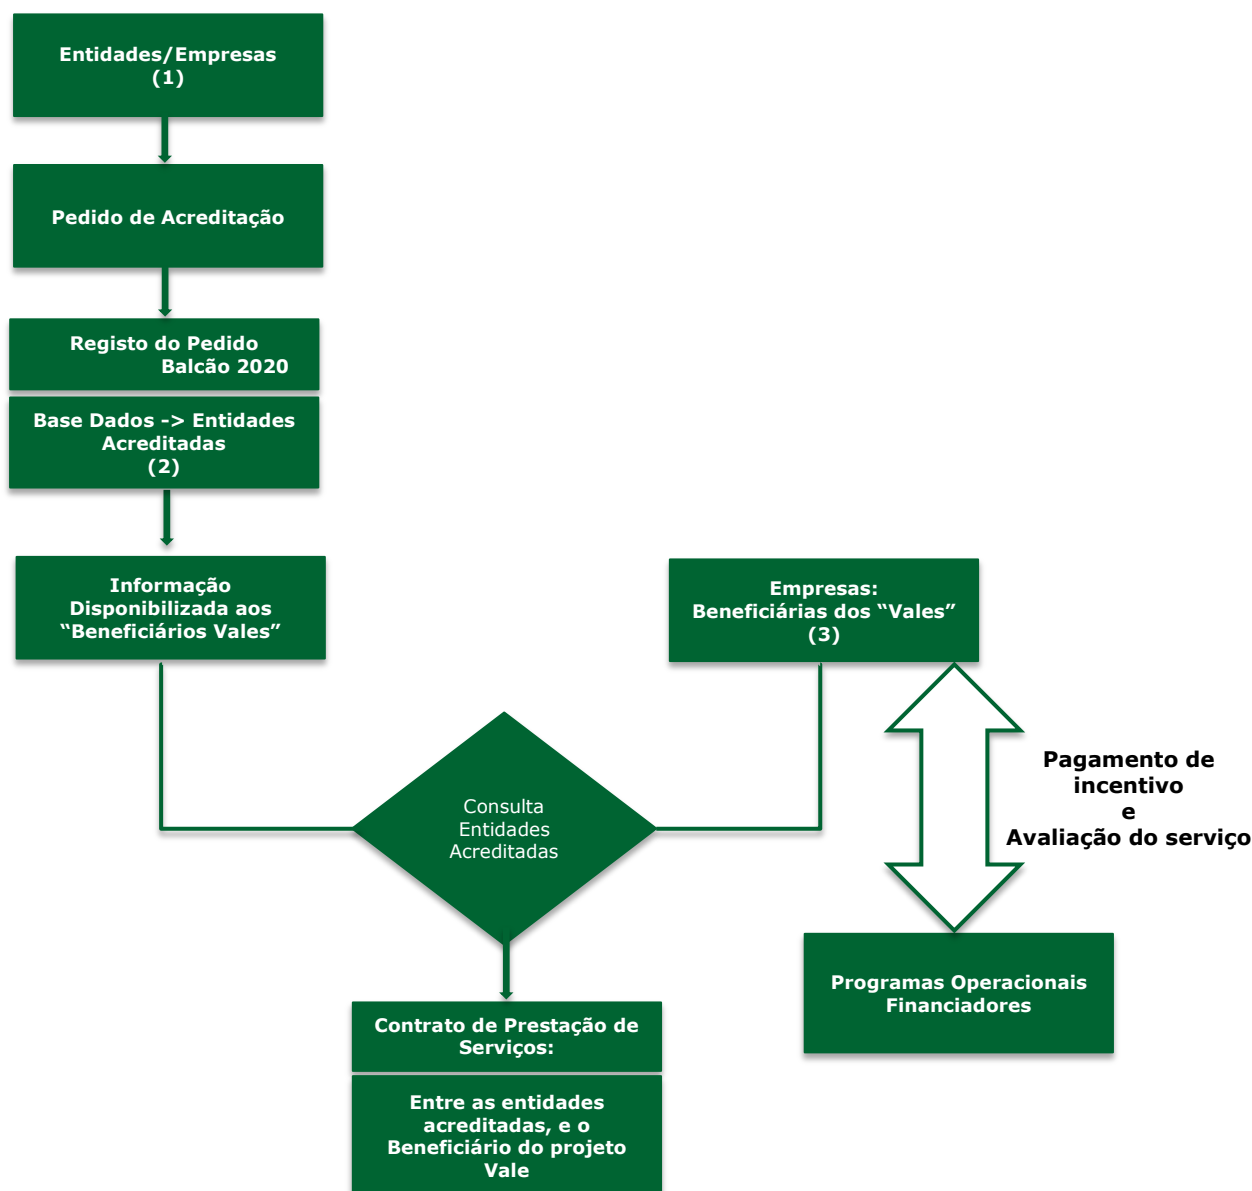 Entidades/Empresas
(1)
Pedido de Acreditação
Registo do Pedido
Balcão 2020
Base Dados -> Entidades
Acreditadas
(2)
Informação
Disponibilizada aos
“Beneficiários Vales”
Empresas:
Beneficiárias dos “Vales”
(3)
Consulta
Entidades
Acreditadas
Pagamento de
incentivo
e
Avaliação do serviço
Programas Operacionais
Financiadores
Contrato de Prestação de
Serviços:
Entre as entidades
acreditadas, e o
Beneficiário do projeto
Vale